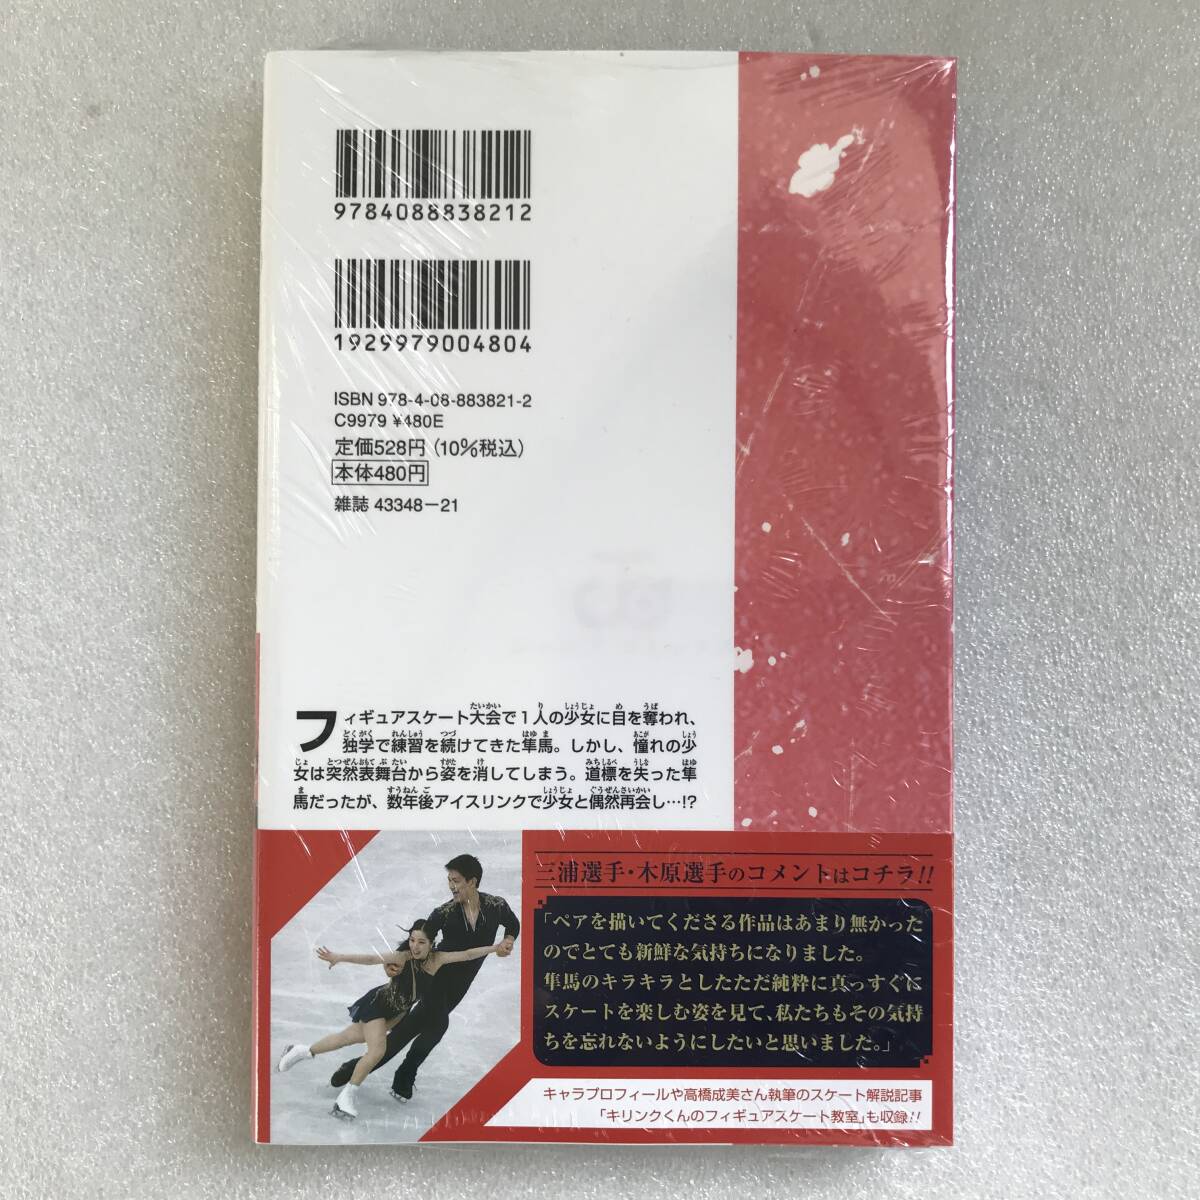 9784088838212
1929979004804
ISBN 978-4-08-883821-2
C9979 ¥480E
定価528円(10%税込)
本体480円
雑誌 43348-21
フィギュアスケート大会で1人の少女に目を奪われ、
独学で練習を続けてきた隼馬。しかし、憧れの少
女は突然表舞台から姿を消してしまう。道標を失った隼
馬だったが、数年後アイスリンクで少女と偶然再会し…!?
三浦選手・木原選手のコメントはコチラ!!
「ペアを描いてくださる作品はあまり無かった
のでとても新鮮な気持ちになりました。
隼馬のキラキラとしたただ純粋に真っすぐに
スケートを楽しむ姿を見て、私たちもその気持
ちを忘れないようにしたいと思いました。」
キャラプロフィールや高橋成美さん執筆のスケート解説記事
「キリンクくんのフィギュアスケート教室」も収録!!